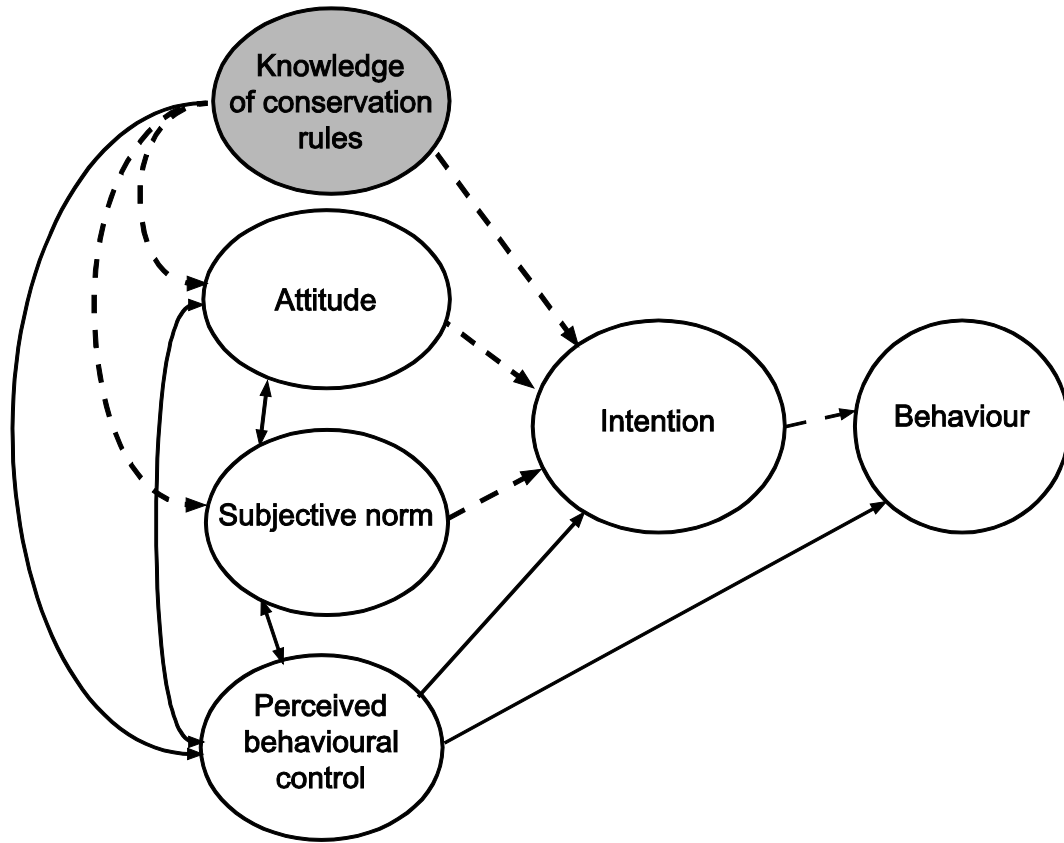 Knowledge
of conservation
rules
Attitude
Intention
Behaviour
Subjective norm
Perceived
behavioural
control